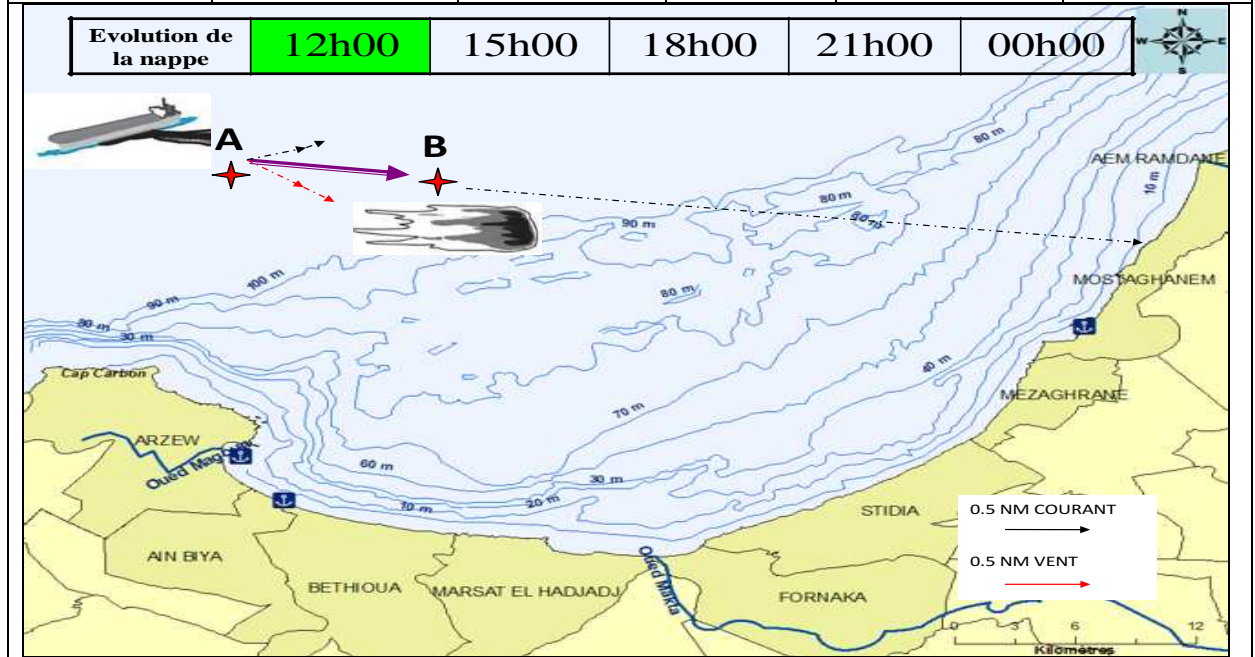 Evolution de
la nappe
12h00
15h00
18h00
21h00
00h00
N
W
E
S
A
B
80 m
AEM RAMDANE
10 m
80 m
90 m
MOSTAGHANEM
100 m
90 m
80 m
80 m
30 m
Cap Carbon
40 m
MEZAGHRANE
70 m
ARZEW
60 m
30 m
20 m
10 m
STIDIA
0.5 NM COURANT
0.5 NM VENT
AIN BIYA
BETHIOUA
MARSAT EL HADJADJ
Oued Makta
FORNAKA
0 3 6 12
Kilomètres